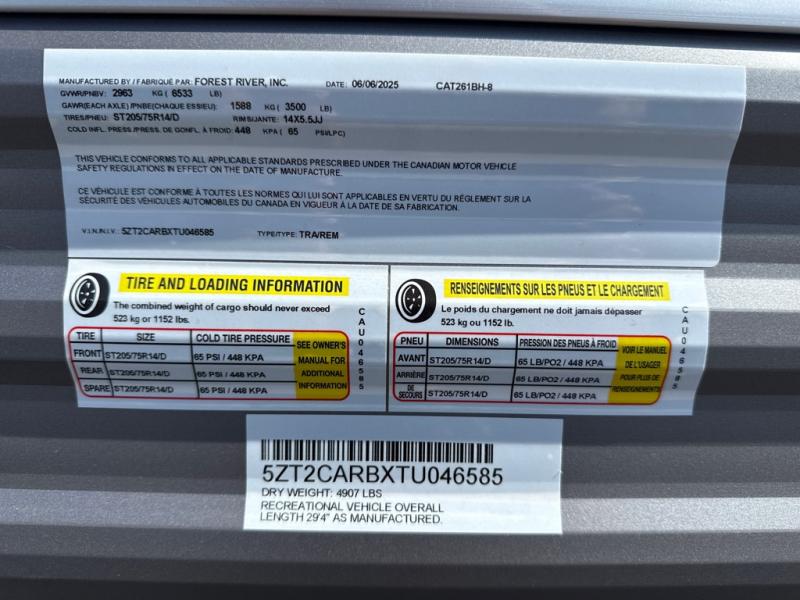 MANUFACTURED BY / FABRIQUÉ PAR: FOREST RIVER, INC. DATE: 06/06/2025 CAT261BH-8
GVWR/PNBV: 2963 KG ( 6533 LB)
GAWR(EACH AXLE) /PNBE(CHAQUE ESSIEU): 1588 KG ( 3500 LB)
TIRES/PNEU: ST205/75R14/D RIMS/JANTE: 14X5.5JJ
COLD INFL. PRESS./PRESS. DE GONFL. À FROID: 448 KPA ( 65 PSI/LPC)
THIS VEHICLE CONFORMS TO ALL APPLICABLE STANDARDS PRESCRIBED UNDER THE CANADIAN MOTOR VEHICLE
SAFETY REGULATIONS IN EFFECT ON THE DATE OF MANUFACTURE.
CE VÉHICULE EST CONFORME À TOUTES LES NORMES QUI LUI SONT APPLICABLES EN VERTU DU RÉGLEMENT SUR LA
SÉCURITÉ DES VÉHICULES AUTOMOBILES DU CANADA EN VIGUEUR À LA DATE DE SA FABRICATION.
V.I.N./N.I.V.: 5ZT2CARBXTU046585 TYPE/TYPE: TRA/REM
TIRE AND LOADING INFORMATION
The combined weight of cargo should never exceed
523 kg or 1152 lbs.
TIRE SIZE COLD TIRE PRESSURE
FRONT ST205/75R14/D 65 PSI / 448 KPA
REAR ST205/75R14/D 65 PSI / 448 KPA
SPARE ST205/75R14/D 65 PSI / 448 KPA
SEE OWNER'S
MANUAL FOR
ADDITIONAL
INFORMATION
CAU046585
RENSEIGNEMENTS SUR LES PNEUS ET LE CHARGEMENT
Le poids du chargement ne doit jamais dépasser
523 kg ou 1152 lb.
PNEU DIMENSIONS PRESSION DES PNEUS À FROID
AVANT ST205/75R14/D 65 LB/PO2 / 448 KPA
ARRIÈRE ST205/75R14/D 65 LB/PO2 / 448 KPA
DE SECOURS ST205/75R14/D 65 LB/PO2 / 448 KPA
VOIR LE MANUEL
DE L'USAGER
POUR PLUS DE
RENSEIGNEMENTS
CAU046585
5ZT2CARBXTU046585
DRY WEIGHT: 4907 LBS
RECREATIONAL VEHICLE OVERALL
LENGTH 29'4" AS MANUFACTURED.